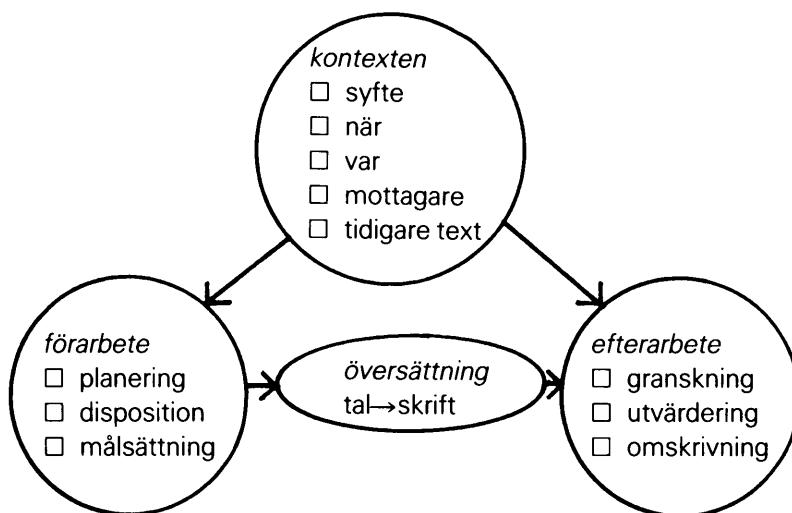 kontexten
☐ syfte
☐ när
☐ var
☐ mottagare
☐ tidigare text
förarbete
☐ planering
☐ disposition
☐ målsättning
översättning
tal→skrift
efterarbete
☐ granskning
☐ utvärdering
☐ omskrivning